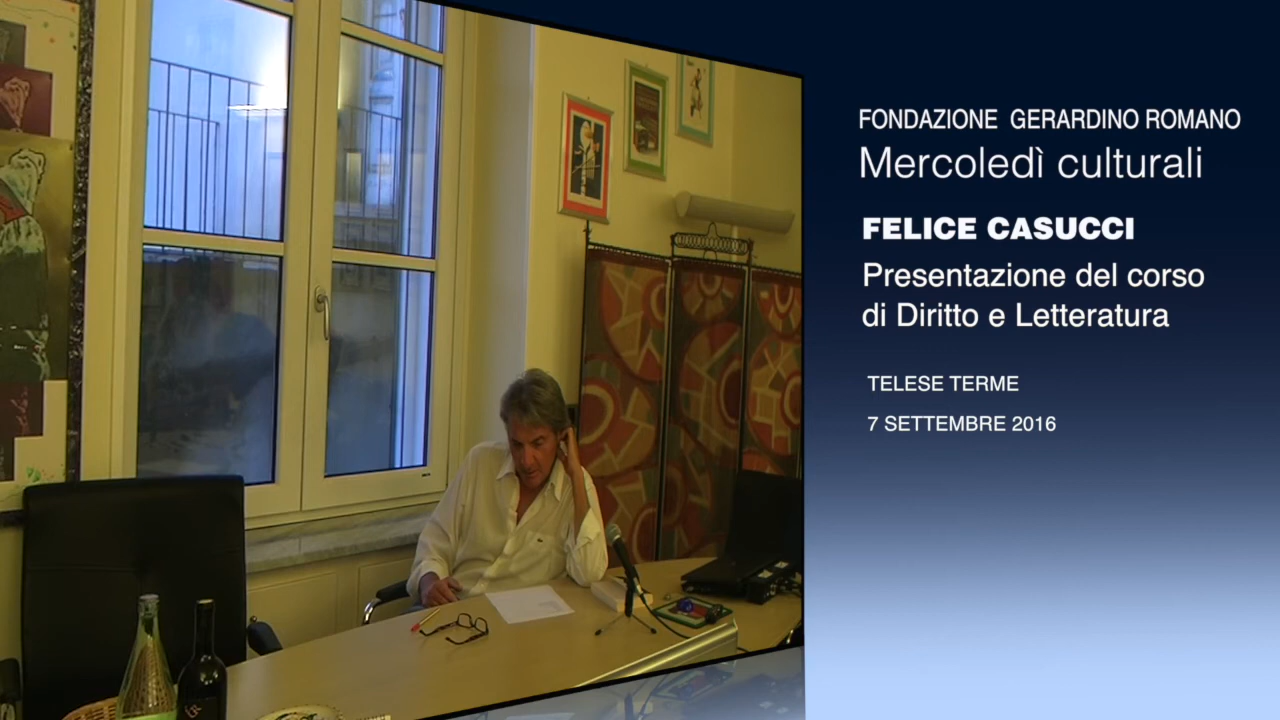 FONDAZIONE GERARDINO ROMANO
Mercoledì culturali
FELICE CASUCCI
Presentazione del corso
di Diritto e Letteratura
TELESE TERME
7 SETTEMBRE 2016